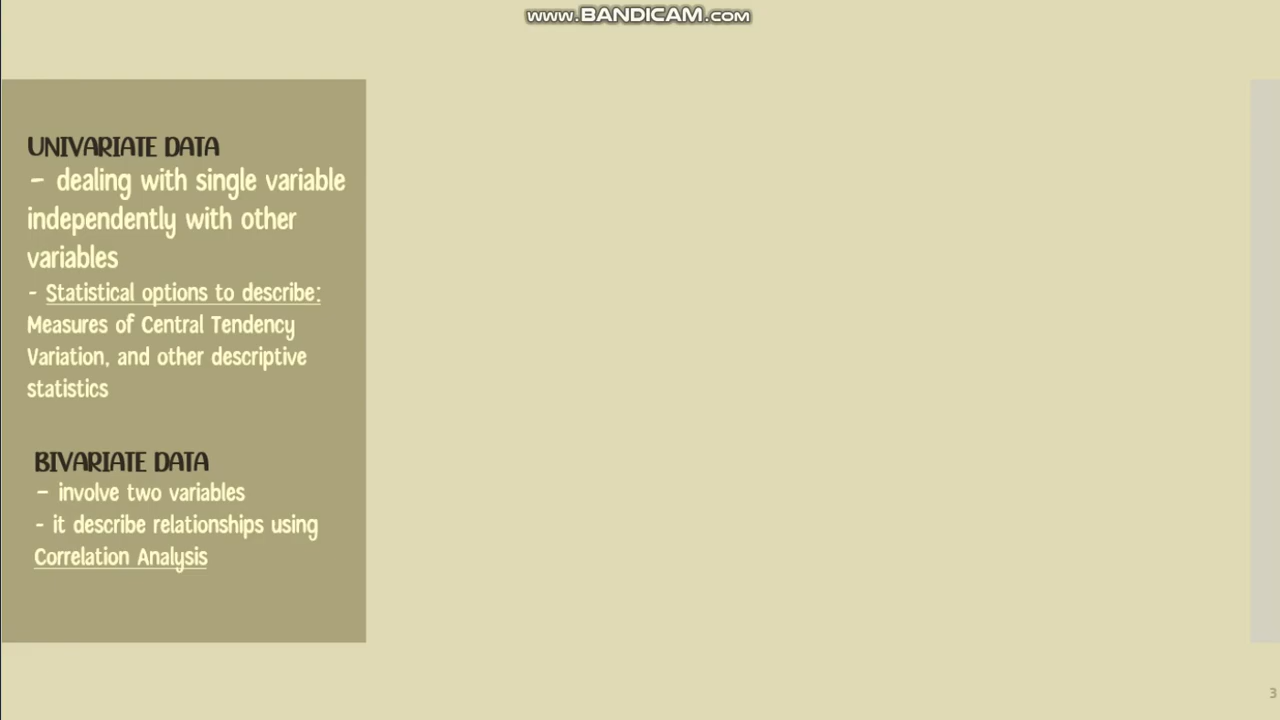 www.BANDICAM.com
UNIVARIATE DATA
- dealing with single variable
independently with other
variables
- Statistical options to describe:
Measures of Central Tendency
Variation, and other descriptive
statistics
BIVARIATE DATA
- involve two variables
- it describe relationships using
Correlation Analysis
3